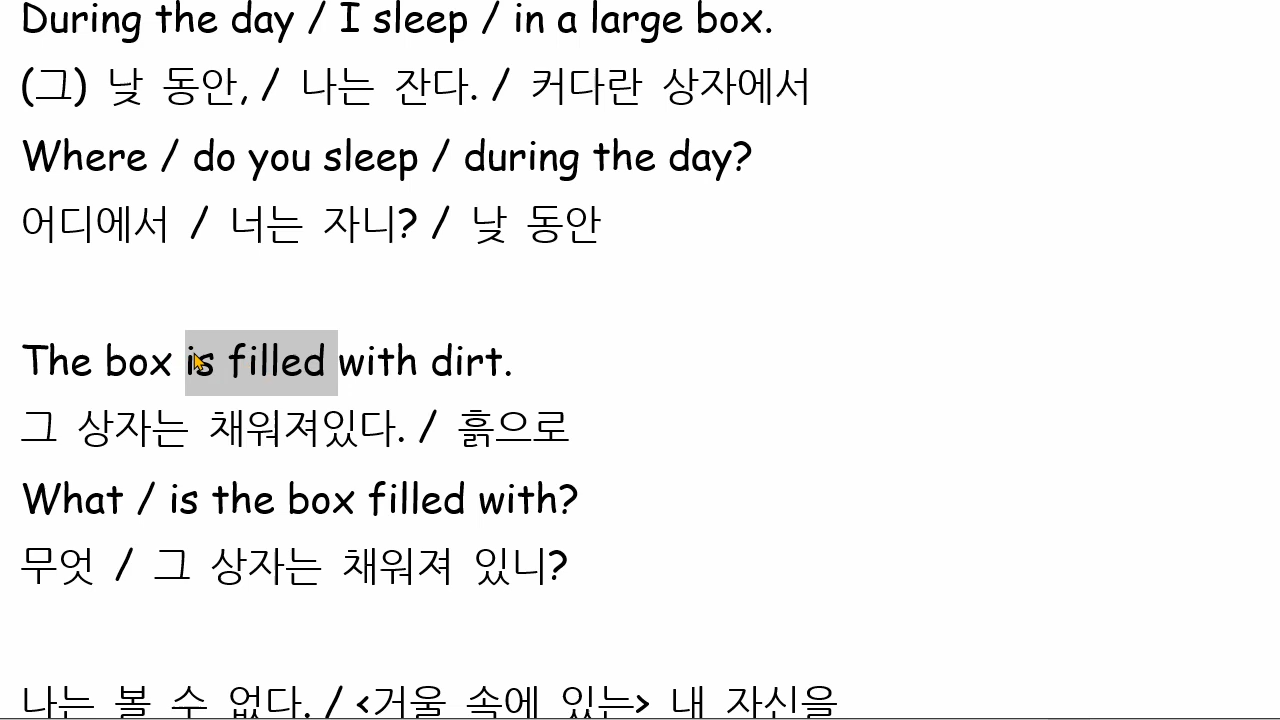 During the day / I sleep / in a large box.
(그) 낮 동안, / 나는 잔다. / 커다란 상자에서
Where / do you sleep / during the day?
어디에서 / 너는 자니? / 낮 동안
The box is filled with dirt.
그 상자는 채워져있다. / 흙으로
What / is the box filled with?
무엇 / 그 상자는 채워져 있니?
나는 볼 수 없다. / <거울 속에 있는> 내 자신을